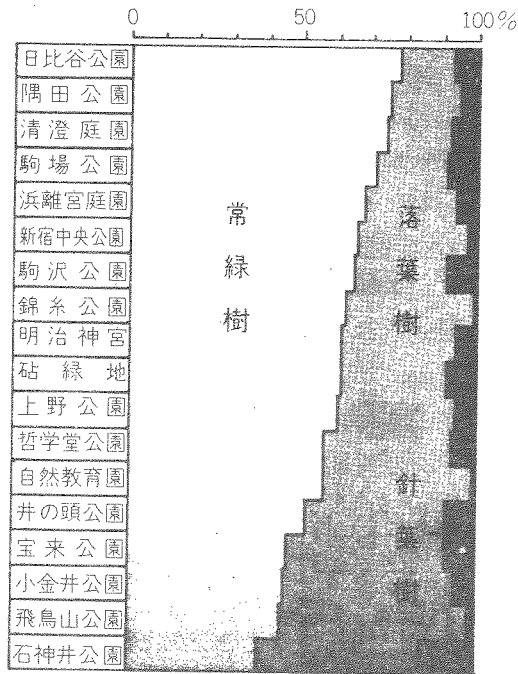 0 50 100%
日比谷公園
隅田公園
清澄庭園
駒場公園
浜離宮庭園
新宿中央公園
駒沢公園
錦糸公園
明治神宮
砧緑地
上野公園
哲学堂公園
自然教育園
井の頭公園
宝来公園
小金井公園
飛鳥山公園
石神井公園
常緑樹
落葉樹
針葉樹